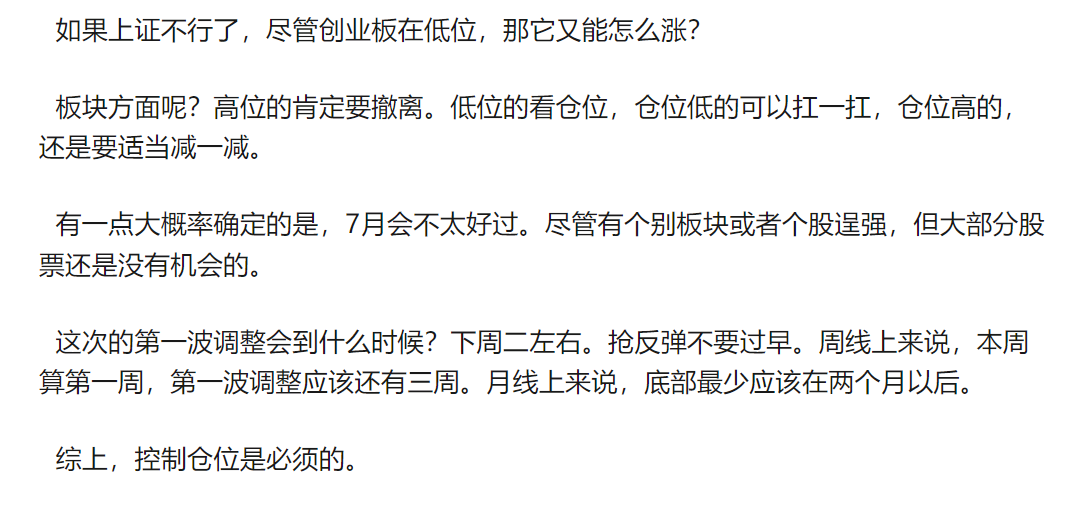 如果上证不行了，尽管创业板在低位，那它又能怎么涨？
板块方面呢？高位的肯定要撤离。低位的看仓位，仓位低的可以扛一扛，仓位高的，
还是要适当减一减。
有一点大概率确定的是，7月会不太好过。尽管有个别板块或者个股逞强，但大部分股
票还是没有机会的。
这次的第一波调整会到什么时候？下周二左右。抢反弹不要过早。周线上来说，本周
算第一周，第一波调整应该还有三周。月线上来说，底部最少应该在两个月以后。
综上，控制仓位是必须的。